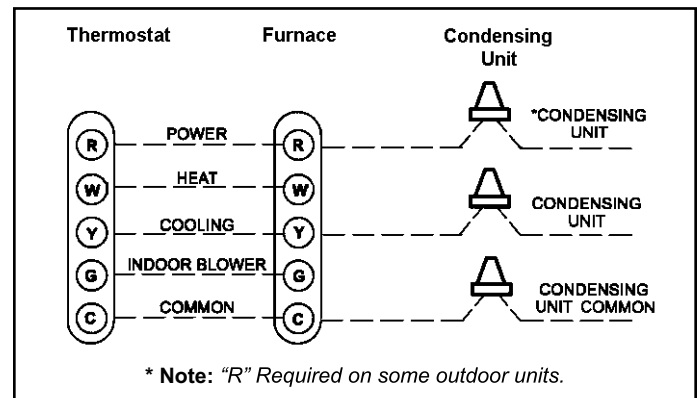 Thermostat Furnace Condensing
Unit
R POWER R *CONDENSING
UNIT
W HEAT W
Y COOLING Y CONDENSING
UNIT
G INDOOR BLOWER G
C COMMON C CONDENSING
UNIT COMMON
* Note: “R” Required on some outdoor units.